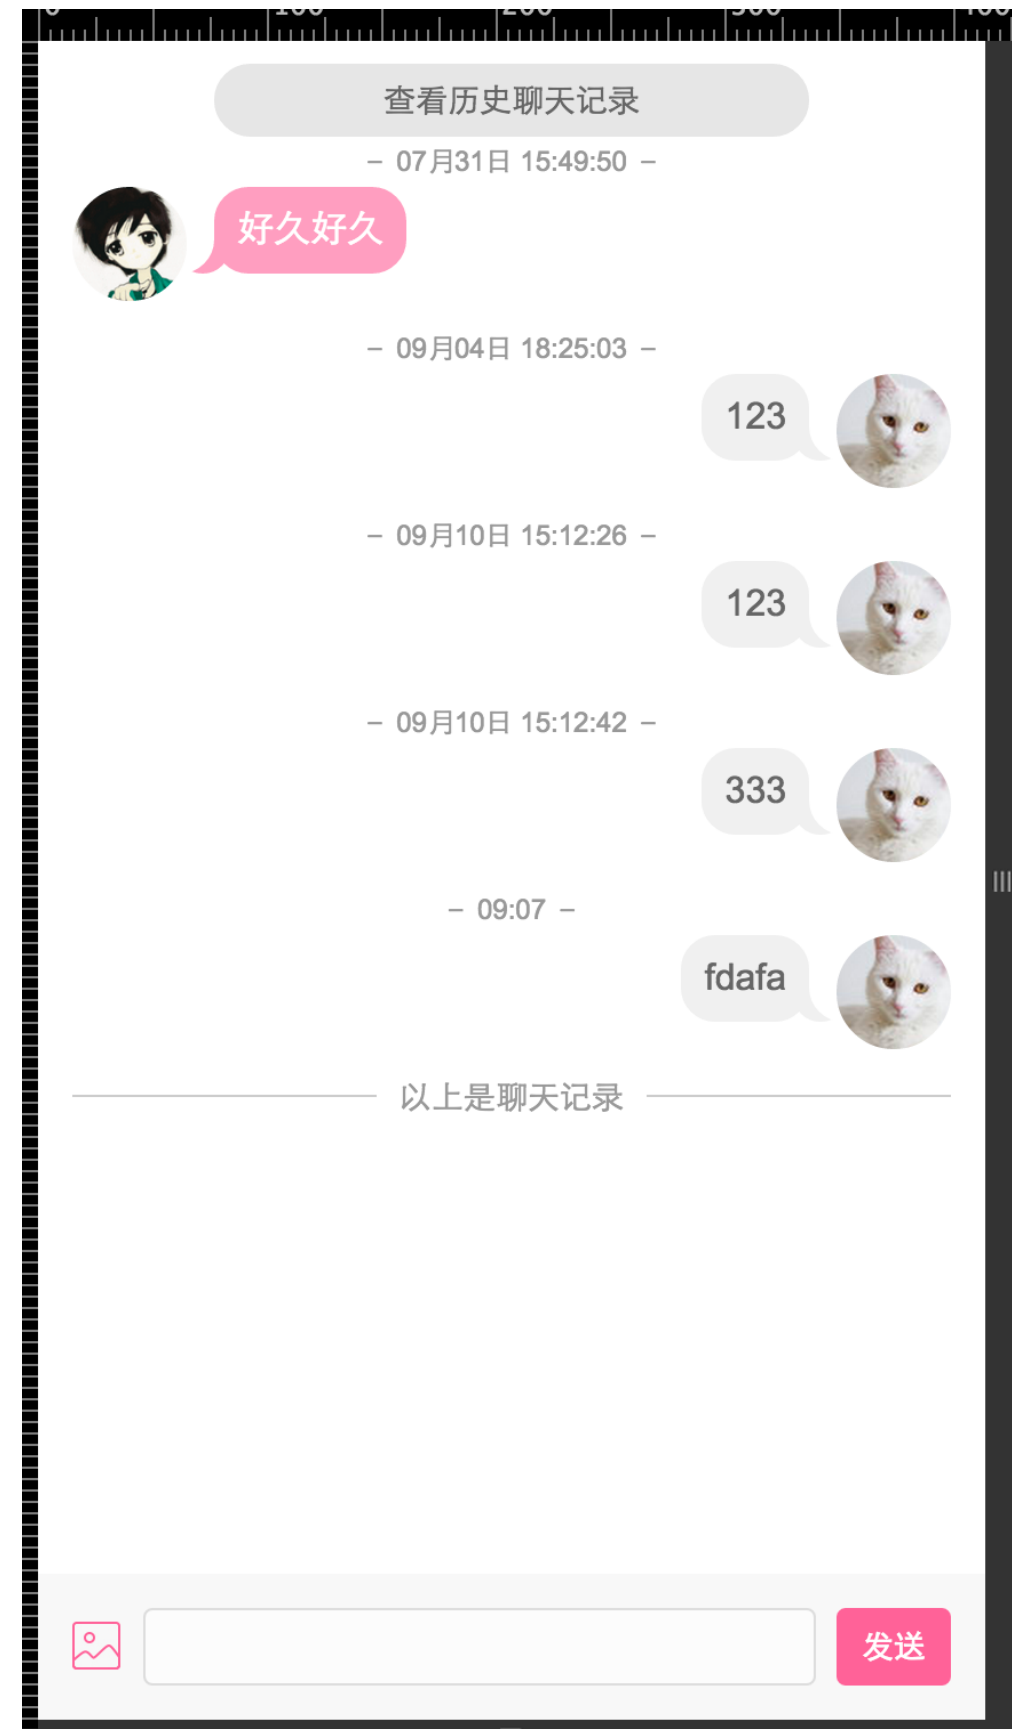 查看历史聊天记录
– 07月31日 15:49:50 –
好久好久
– 09月04日 18:25:03 –
123
– 09月10日 15:12:26 –
123
– 09月10日 15:12:42 –
333
– 09:07 –
fdafa
以上是聊天记录
发送